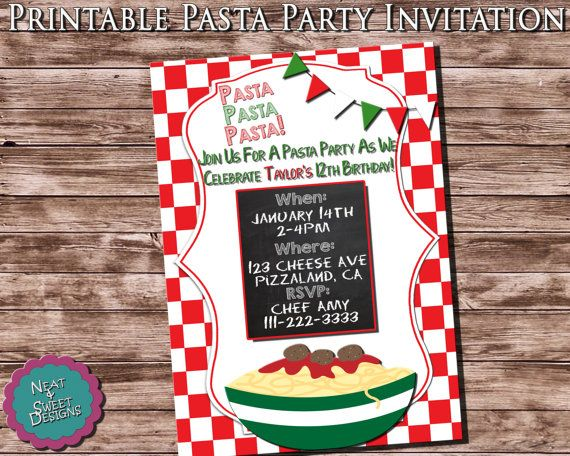 Printable Pasta Party Invitation
Pasta
Pasta
Pasta!
Join Us For A Pasta Party As We
Celebrate Taylor's 12th Birthday!
When:
January 14th
2-4pm
Where:
123 Cheese Ave
Pizzaland, CA
RSVP:
Chef Amy
111-222-3333
Neat
&
Sweet
Designs